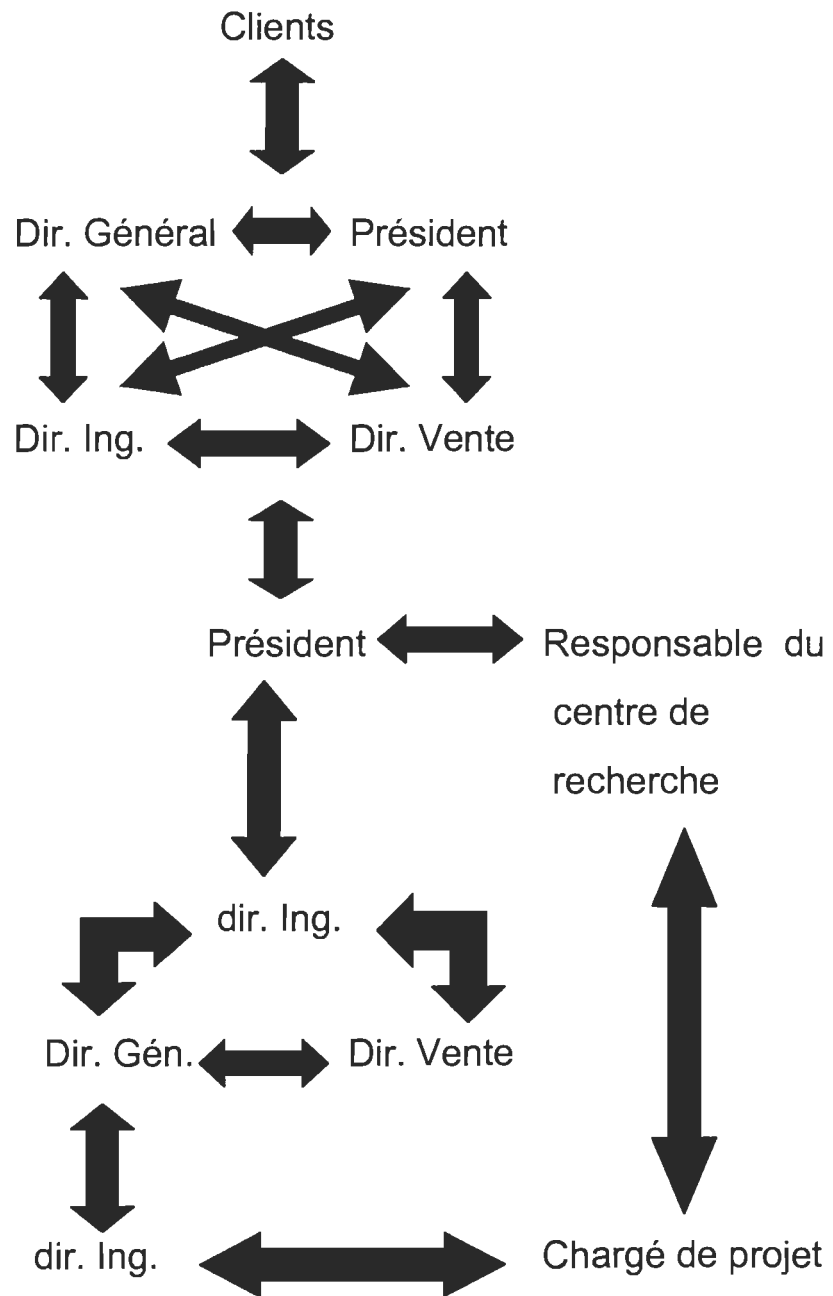 Clients
Dir. Général Président
Dir. Ing. Dir. Vente
Président Responsable du
centre de
recherche
dir. Ing.
Dir. Gén. Dir. Vente
dir. Ing. Chargé de projet